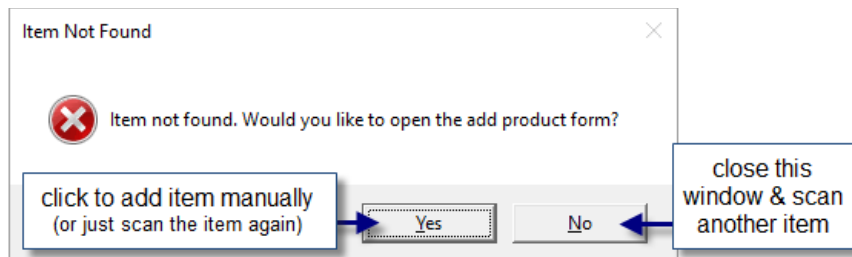 Item Not Found
Item not found. Would you like to open the add product form?
click to add item manually
(or just scan the item again)
Yes
No
close this
window & scan
another item